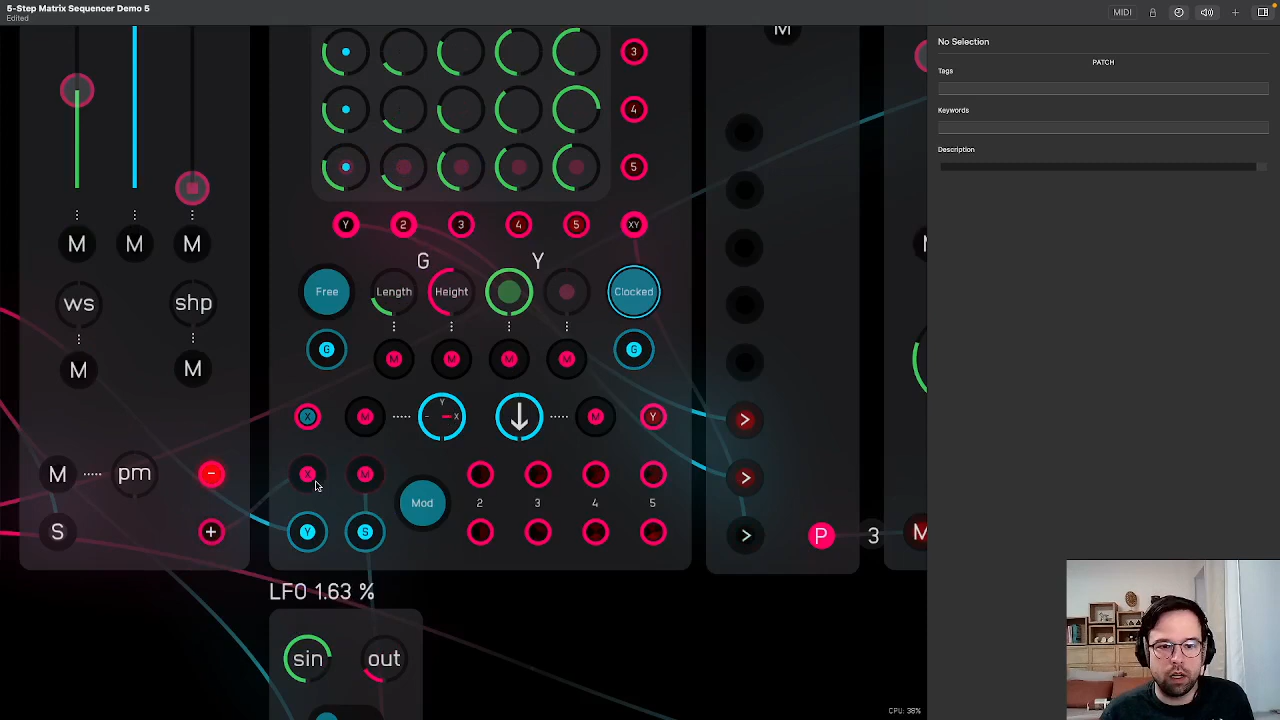 5-Step Matrix Sequencer Demo 5
Edited
MIDI
No Selection
PATCH
Tags
Keywords
Description
M
3
4
5
Y 2 3 4 5 XY
M M M
G Y
Free Length Height Clocked
ws shp
G M M M M G
M M
X M Y - X M Y
M pm - X M > 
Mod 2 3 4 5
S + Y S > P 3 M
>
LFO 1.63 %
sin out
CPU: 38%